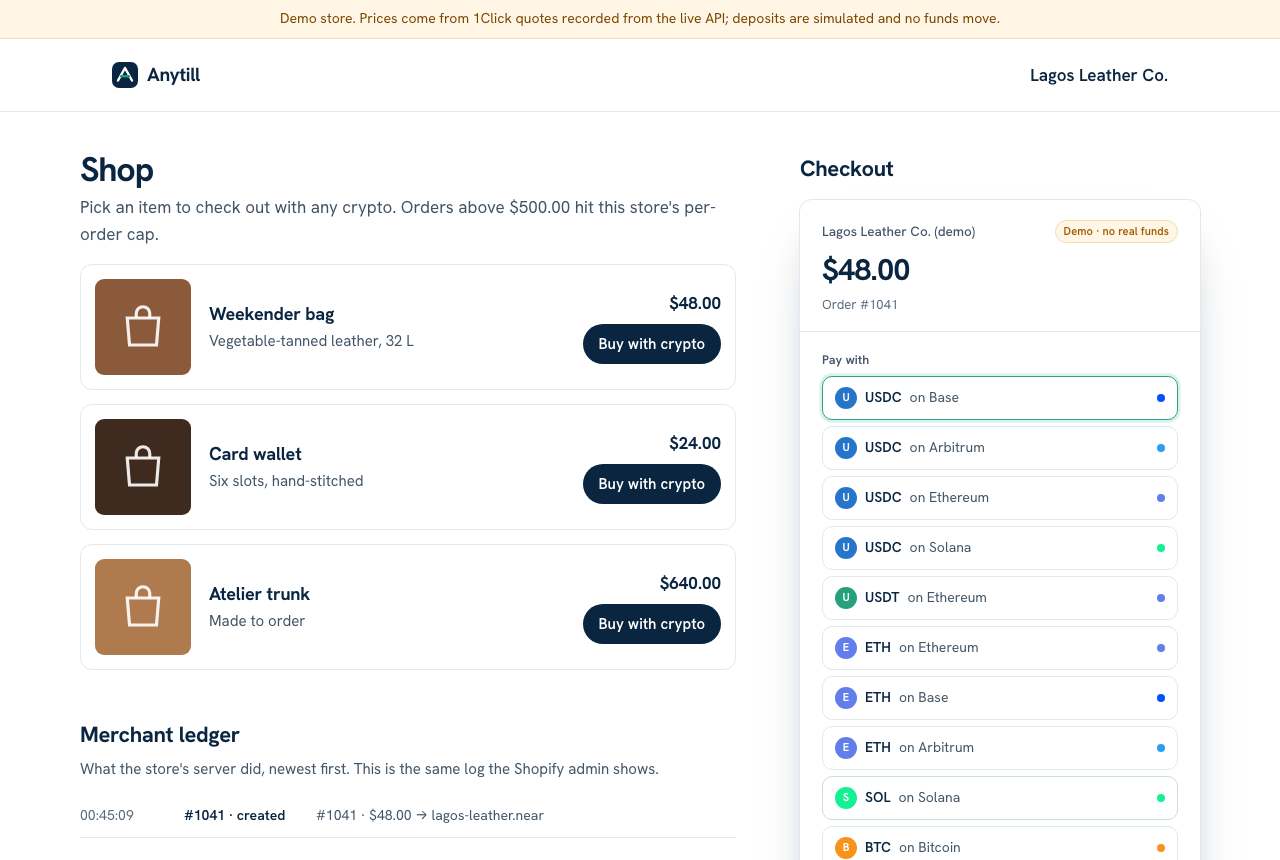 Demo store. Prices come from 1Click quotes recorded from the live API; deposits are simulated and no funds move.
Anytill
Lagos Leather Co.
Shop
Pick an item to check out with any crypto. Orders above $500.00 hit this store's per-
order cap.
Weekender bag
Vegetable-tanned leather, 32 L
$48.00
Buy with crypto
Card wallet
Six slots, hand-stitched
$24.00
Buy with crypto
Atelier trunk
Made to order
$640.00
Buy with crypto
Merchant ledger
What the store's server did, newest first. This is the same log the Shopify admin shows.
00:45:09 #1041 · created #1041 · $48.00 → lagos-leather.near
Checkout
Lagos Leather Co. (demo)
Demo · no real funds
$48.00
Order #1041
Pay with
U USDC on Base
U USDC on Arbitrum
U USDC on Ethereum
U USDC on Solana
U USDT on Ethereum
E ETH on Ethereum
E ETH on Base
E ETH on Arbitrum
S SOL on Solana
B BTC on Bitcoin